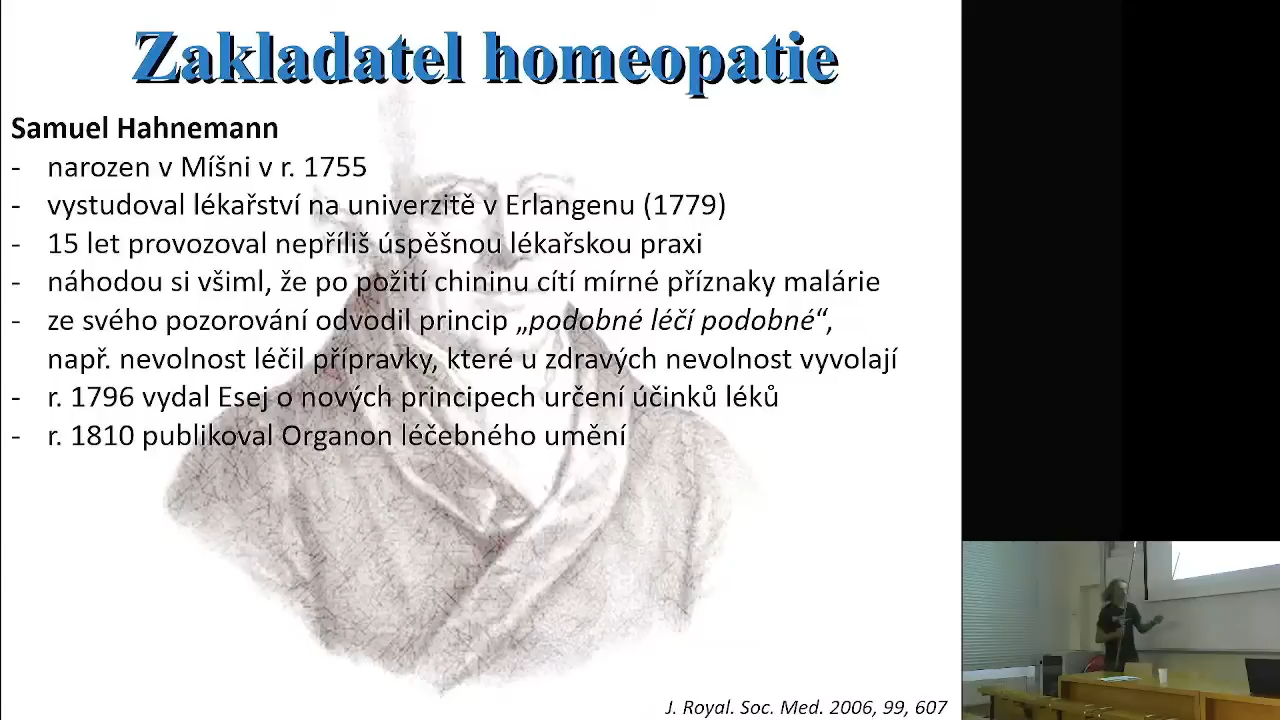 Zakladatel homeopatie
Samuel Hahnemann
- narozen v Míšni v r. 1755
- vystudoval lékařství na univerzitě v Erlangenu (1779)
- 15 let provozoval nepříliš úspěšnou lékařskou praxi
- náhodou si všiml, že po požití chininu cítí mírné příznaky malárie
- ze svého pozorování odvodil princip „podobné léčí podobné“,
např. nevolnost léčil přípravky, které u zdravých nevolnost vyvolají
- r. 1796 vydal Esej o nových principech určení účinků léků
- r. 1810 publikoval Organon léčebného umění
J. Royal. Soc. Med. 2006, 99, 607